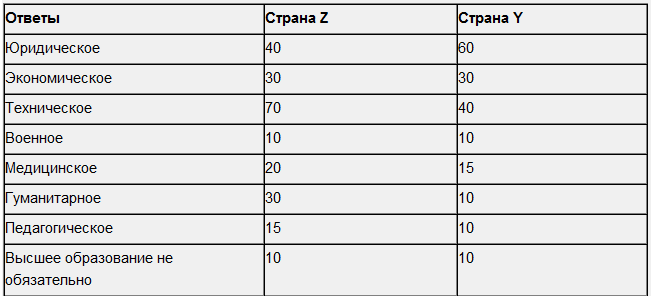 Ответы Страна Z Страна Y
Юридическое 40 60
Экономическое 30 30
Техническое 70 40
Военное 10 10
Медицинское 20 15
Гуманитарное 30 10
Педагогическое 15 10
Высшее образование не 10 10
обязательно